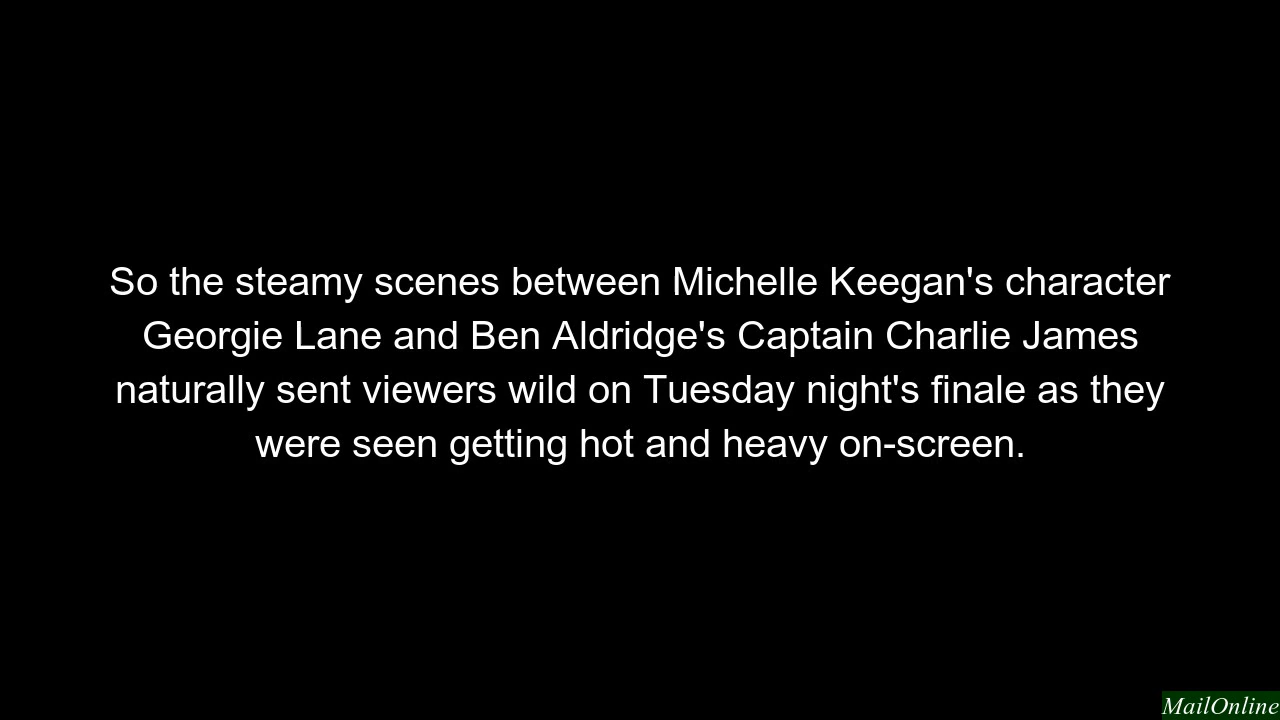 So the steamy scenes between Michelle Keegan's character
Georgie Lane and Ben Aldridge's Captain Charlie James
naturally sent viewers wild on Tuesday night's finale as they
were seen getting hot and heavy on-screen.
MailOnline